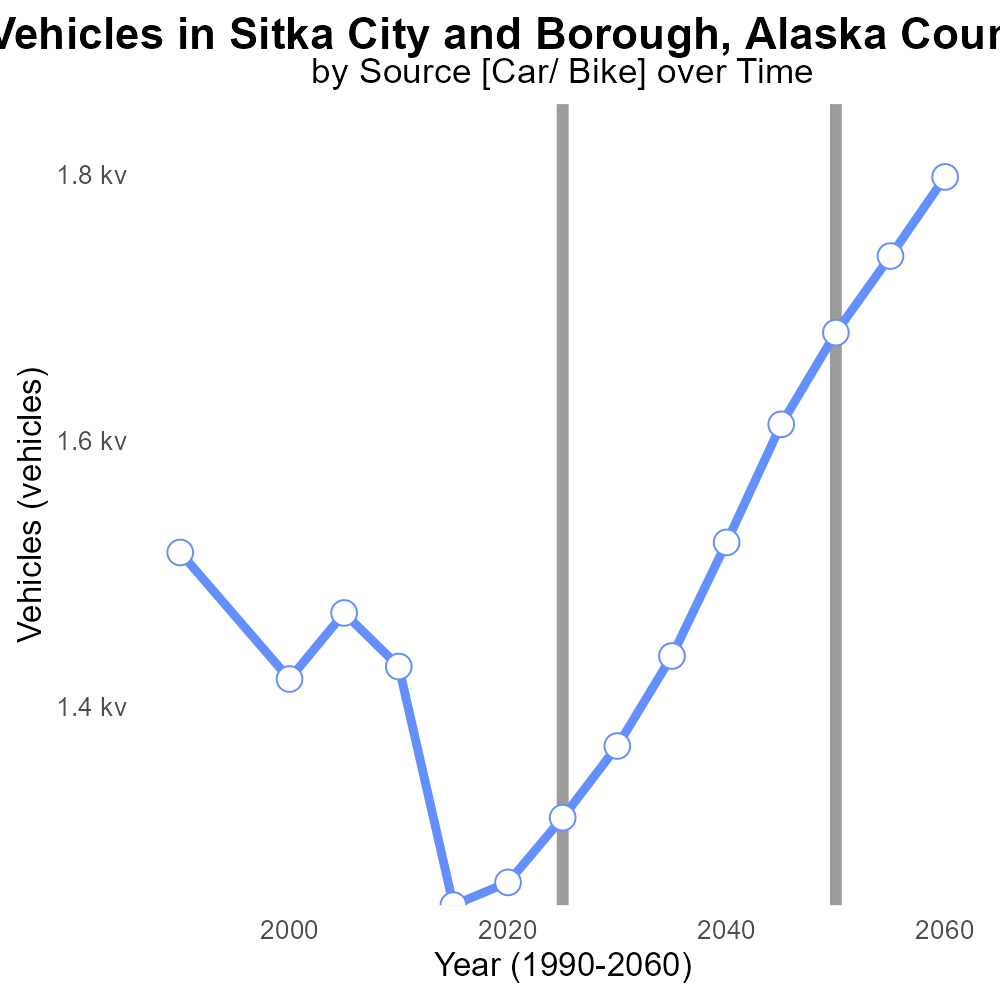 Vehicles in Sitka City and Borough, Alaska Coun
by Source [Car/ Bike] over Time
1.8 kv
1.6 kv
1.4 kv
Vehicles (vehicles)
2000 2020 2040 2060
Year (1990-2060)